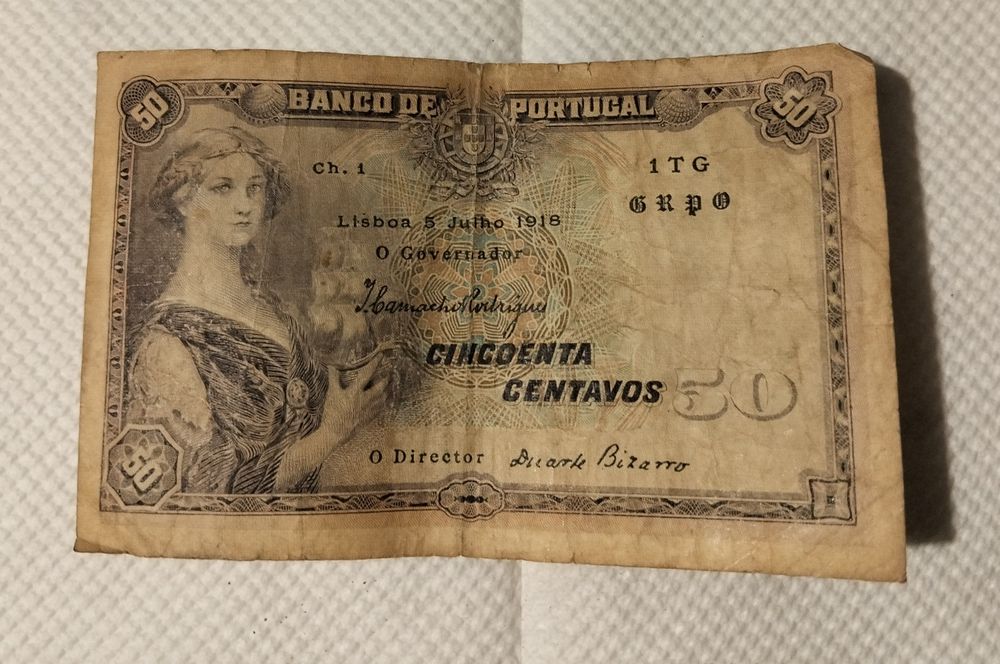 50 BANCO DE PORTUGAL 50
Ch. 1 1TG
GRPO
Lisboa 5 Julho 1918
O Governador
J Camacho Rodrigues
CINCOENTA
CENTAVOS 50
O Director Duarte Bizarro
50